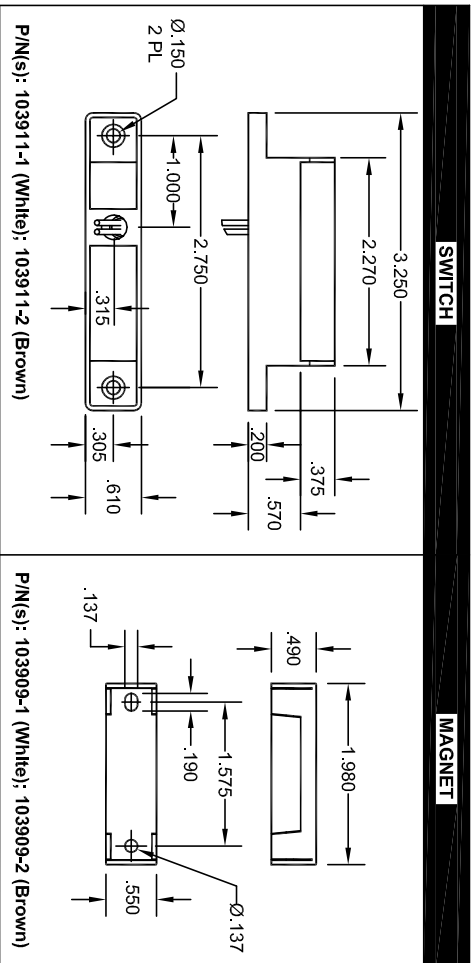 SWITCH
3.250
2.270
.375
.570
.200
Ø.150
2 PL
1.000
2.750
.315
.305
.610
P/N(s): 103911-1 (White); 103911-2 (Brown)
MAGNET
1.980
.490
1.575
.190
.137
Ø.137
.550
P/N(s): 103909-1 (White); 103909-2 (Brown)